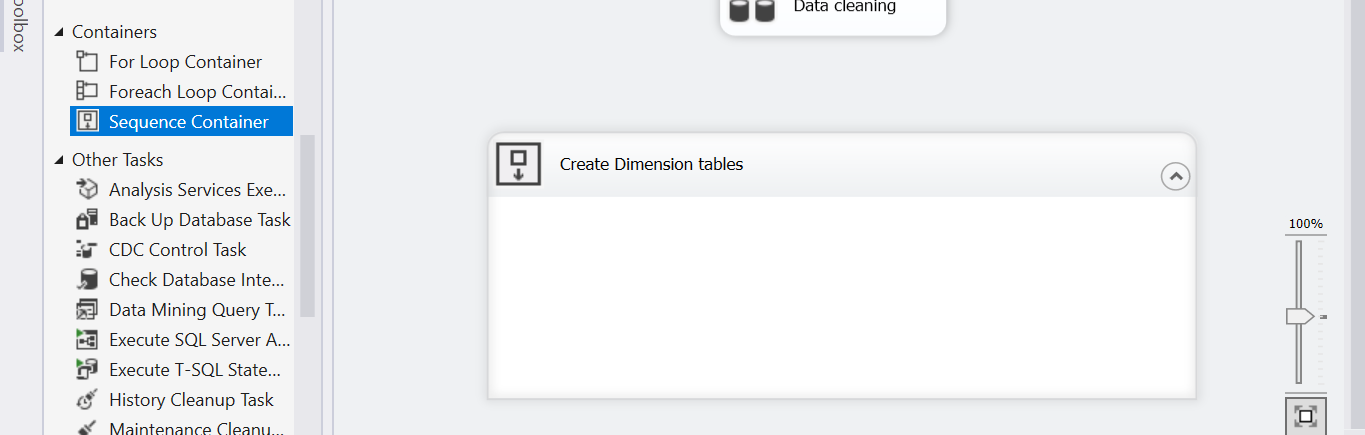 oolbox
Containers
For Loop Container
Foreach Loop Contai...
Sequence Container
Other Tasks
Analysis Services Exe...
Back Up Database Task
CDC Control Task
Check Database Inte...
Data Mining Query T...
Execute SQL Server A...
Execute T-SQL State...
History Cleanup Task
Maintenance Cleanu...
Data cleaning
Create Dimension tables
100%